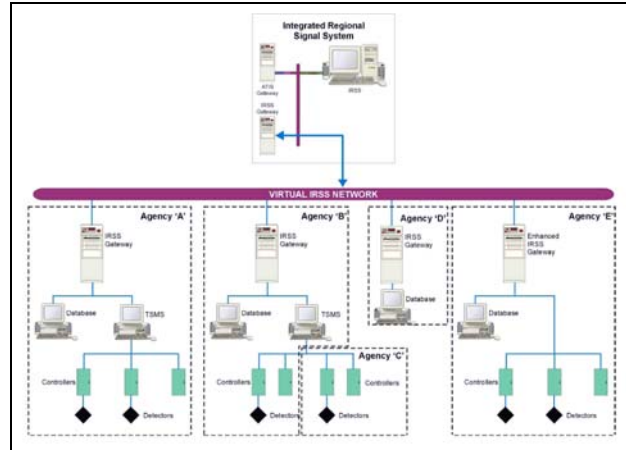 Integrated Regional
Signal System
ATIS
Gateway
IRSS
IRSS
Gateway
VIRTUAL IRSS NETWORK
Agency 'A'
IRSS
Gateway
Database
TSMS
Controllers
Detectors
Agency 'B'
IRSS
Gateway
Database
TSMS
Detectors
Agency 'C'
Controllers
Detectors
Agency 'D'
IRSS
Gateway
Database
Agency 'E'
Enhanced
IRSS
Gateway
Database
Controllers
Detectors